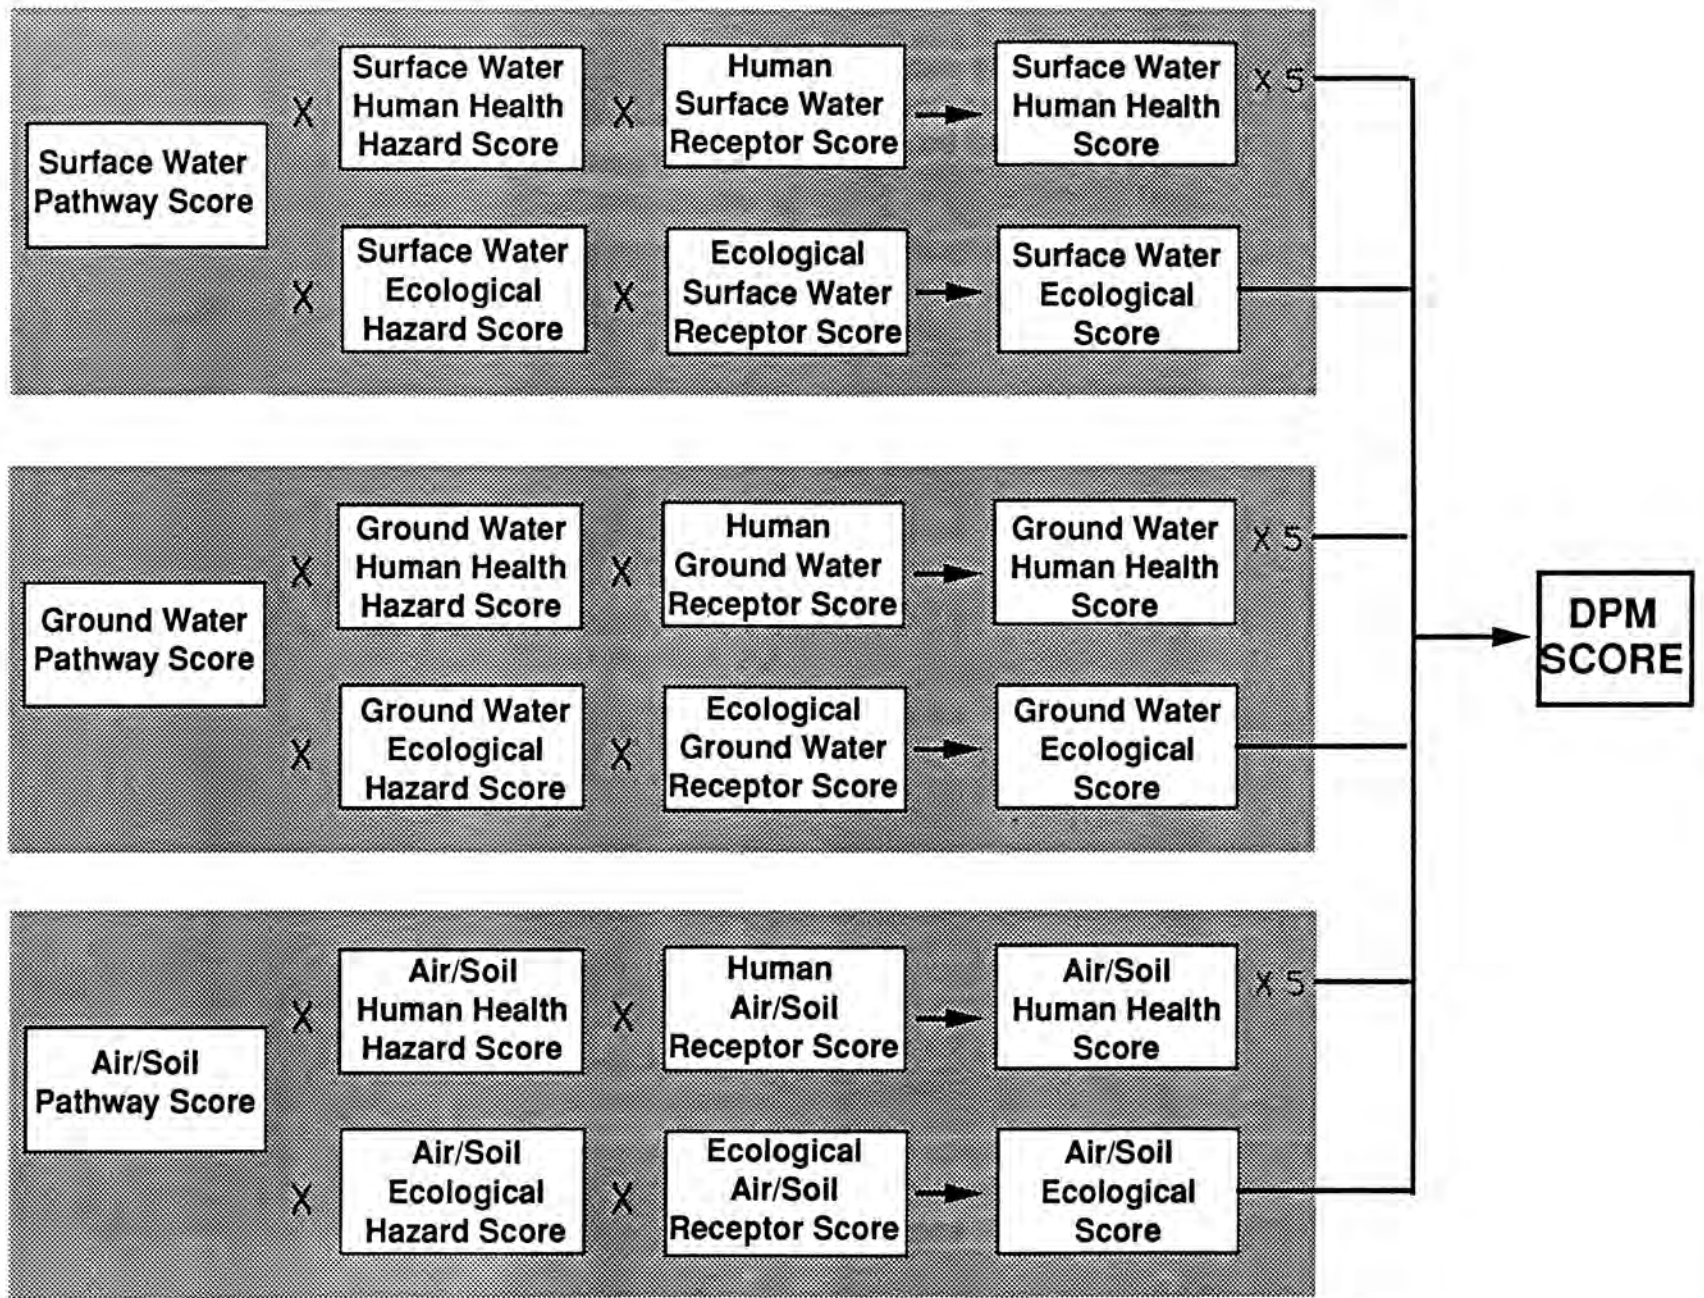 Surface Water
Pathway Score
X
Surface Water
Human Health
Hazard Score
X
Human
Surface Water
Receptor Score
Surface Water
Human Health
Score
X 5
X
Surface Water
Ecological
Hazard Score
X
Ecological
Surface Water
Receptor Score
Surface Water
Ecological
Score
Ground Water
Pathway Score
X
Ground Water
Human Health
Hazard Score
X
Human
Ground Water
Receptor Score
Ground Water
Human Health
Score
X 5
X
Ground Water
Ecological
Hazard Score
X
Ecological
Ground Water
Receptor Score
Ground Water
Ecological
Score
Air/Soil
Pathway Score
X
Air/Soil
Human Health
Hazard Score
X
Human
Air/Soil
Receptor Score
Air/Soil
Human Health
Score
X 5
X
Air/Soil
Ecological
Hazard Score
X
Ecological
Air/Soil
Receptor Score
Air/Soil
Ecological
Score
DPM
SCORE